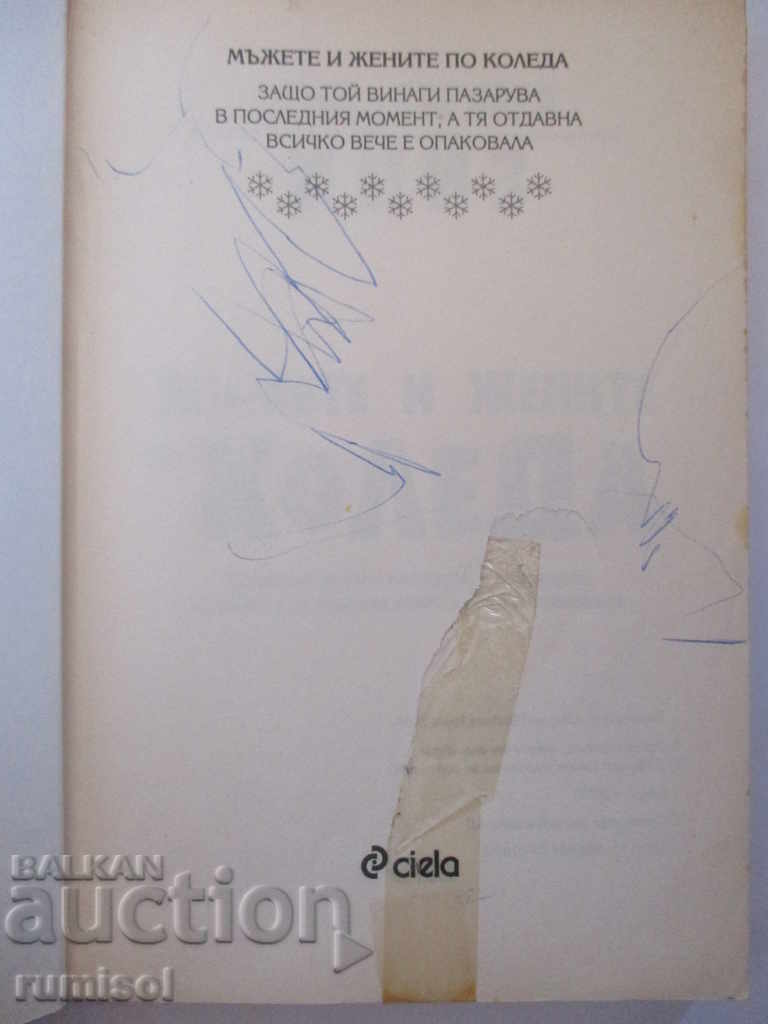 МЪЖЕТЕ И ЖЕНИТЕ ПО КОЛЕДА
ЗАЩО ТОЙ ВИНАГИ ПАЗАРУВА
В ПОСЛЕДНИЯ МОМЕНТ, А ТЯ ОТДАВНА
ВСИЧКО ВЕЧЕ Е ОПАКОВАЛА
ciela
BALKAN
auction
rumisol